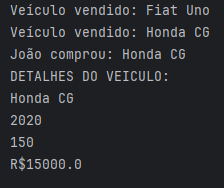 Veículo vendido: Fiat Uno
Veículo vendido: Honda CG
João comprou: Honda CG
DETALHES DO VEICULO:
Honda CG
2020
150
R$15000.0